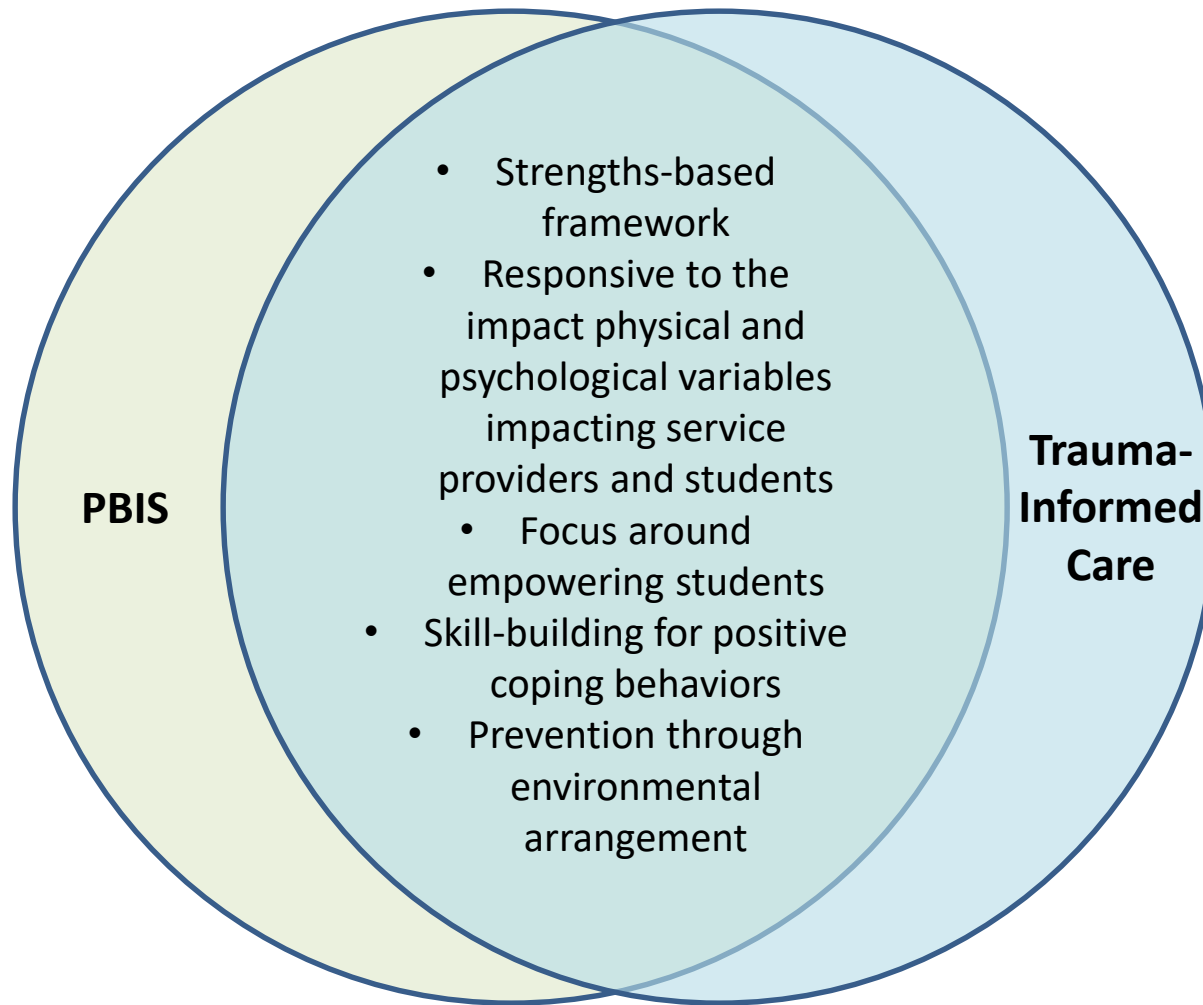 • Strengths-based
framework
• Responsive to the
impact physical and
psychological variables
impacting service
providers and students
• Focus around
empowering students
• Skill-building for positive
coping behaviors
• Prevention through
environmental
arrangement
PBIS
Trauma-
Informed
Care